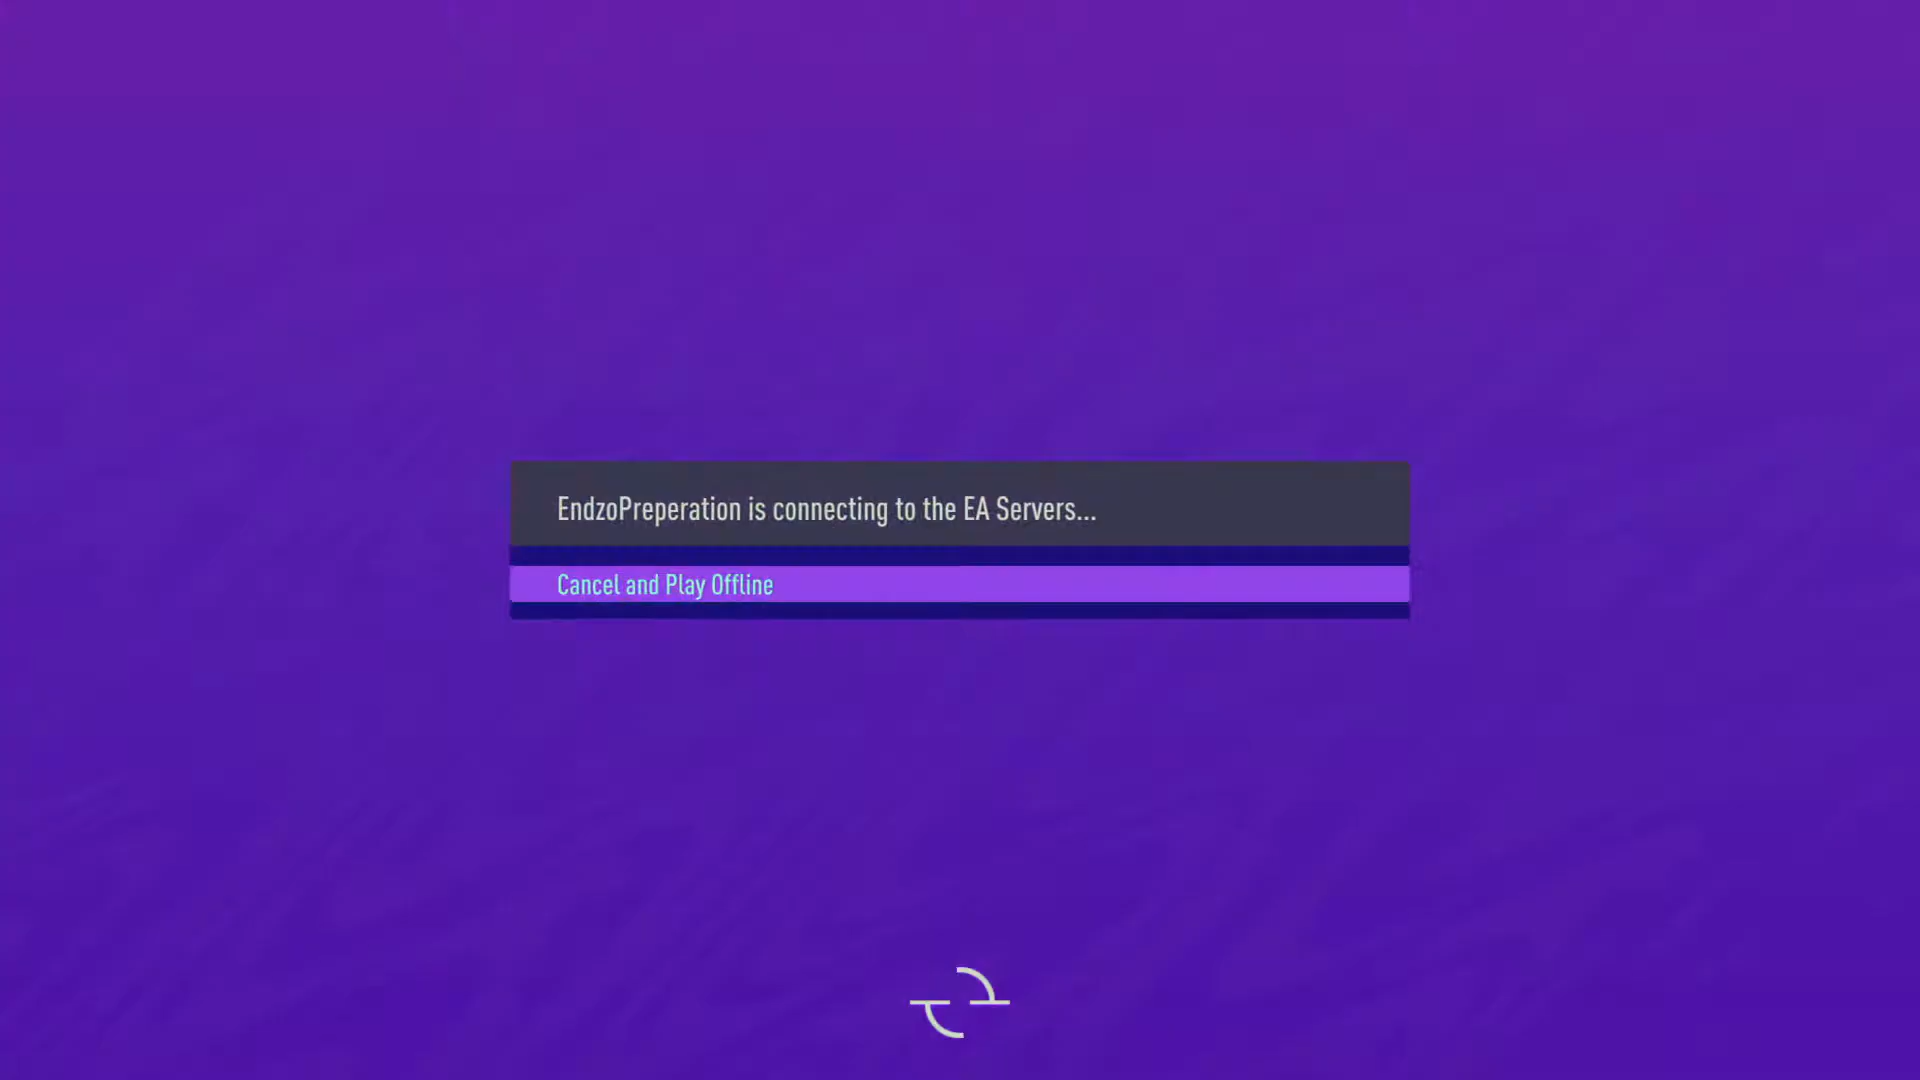 EndzoPreperation is connecting to the EA Servers...
Cancel and Play Offline